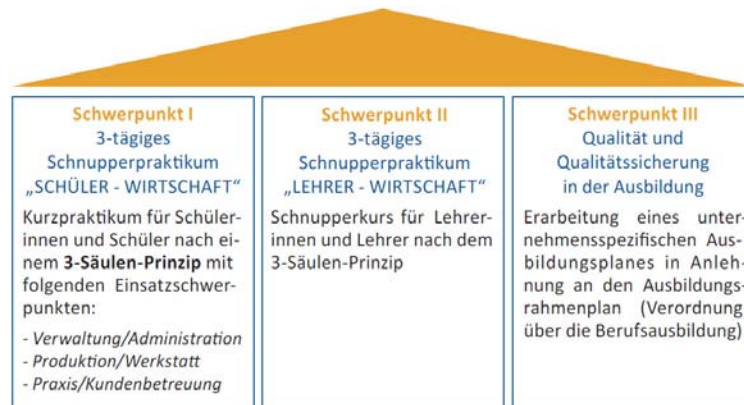 Schwerpunkt I
3-tägiges
Schnupperpraktikum
„SCHÜLER - WIRTSCHAFT“
Kurzpraktikum für Schüler-
innen und Schüler nach ei-
nem 3-Säulen-Prinzip mit
folgenden Einsatzschwer-
punkten:
- Verwaltung/Administration
- Produktion/Werkstatt
- Praxis/Kundenbetreuung
Schwerpunkt II
3-tägiges
Schnupperpraktikum
„LEHRER - WIRTSCHAFT“
Schnupperkurs für Lehrer-
innen und Lehrer nach dem
3-Säulen-Prinzip
Schwerpunkt III
Qualität und
Qualitätssicherung
in der Ausbildung
Erarbeitung eines unter-
nehmensspezifischen Aus-
bildungsplanes in Anleh-
nung an den Ausbildungs-
rahmenplan (Verordnung
über die Berufsausbildung)